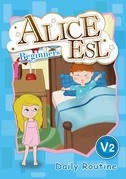 ALICE
Beginners ESL
V2
Daily Routine